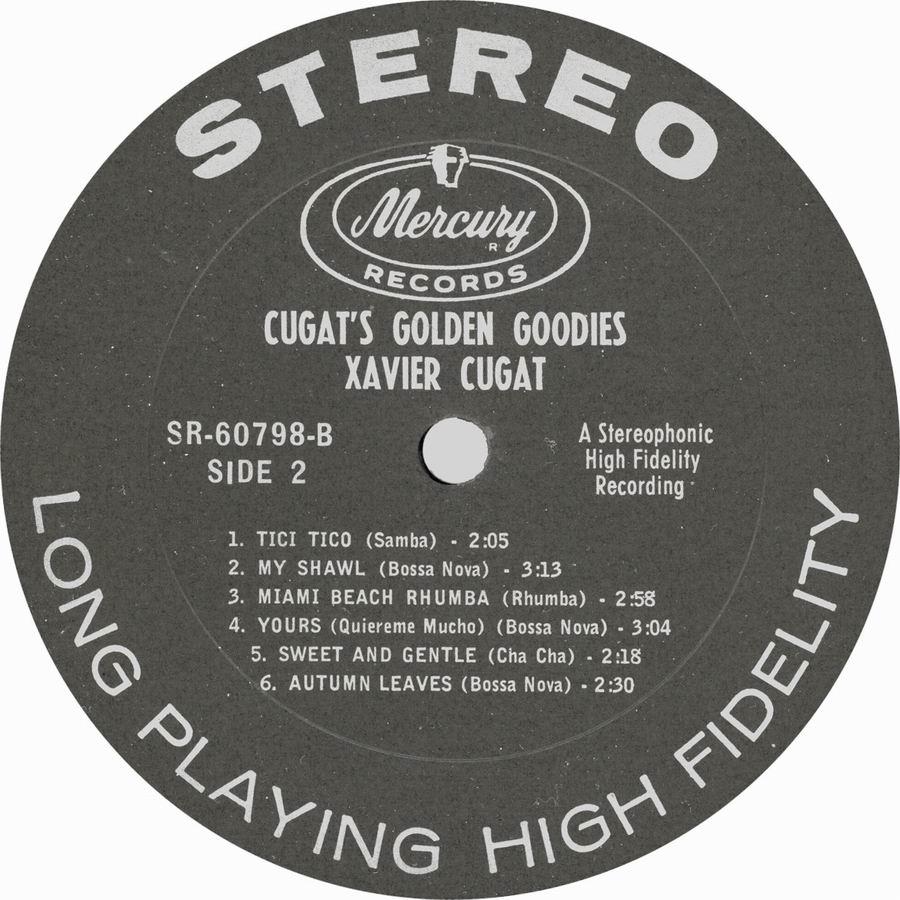 STEREO
Mercury
R
RECORDS
CUGAT'S GOLDEN GOODIES
XAVIER CUGAT
SR-60798-B
SIDE 2
A Stereophonic
High Fidelity
Recording
1. TICI TICO (Samba) - 2:05
2. MY SHAWL (Bossa Nova) - 3:13
3. MIAMI BEACH RHUMBA (Rhumba) - 2:58
4. YOURS (Quiereme Mucho) (Bossa Nova) - 3:04
5. SWEET AND GENTLE (Cha Cha) - 2:18
6. AUTUMN LEAVES (Bossa Nova) - 2:30
LONG PLAYING HIGH FIDELITY